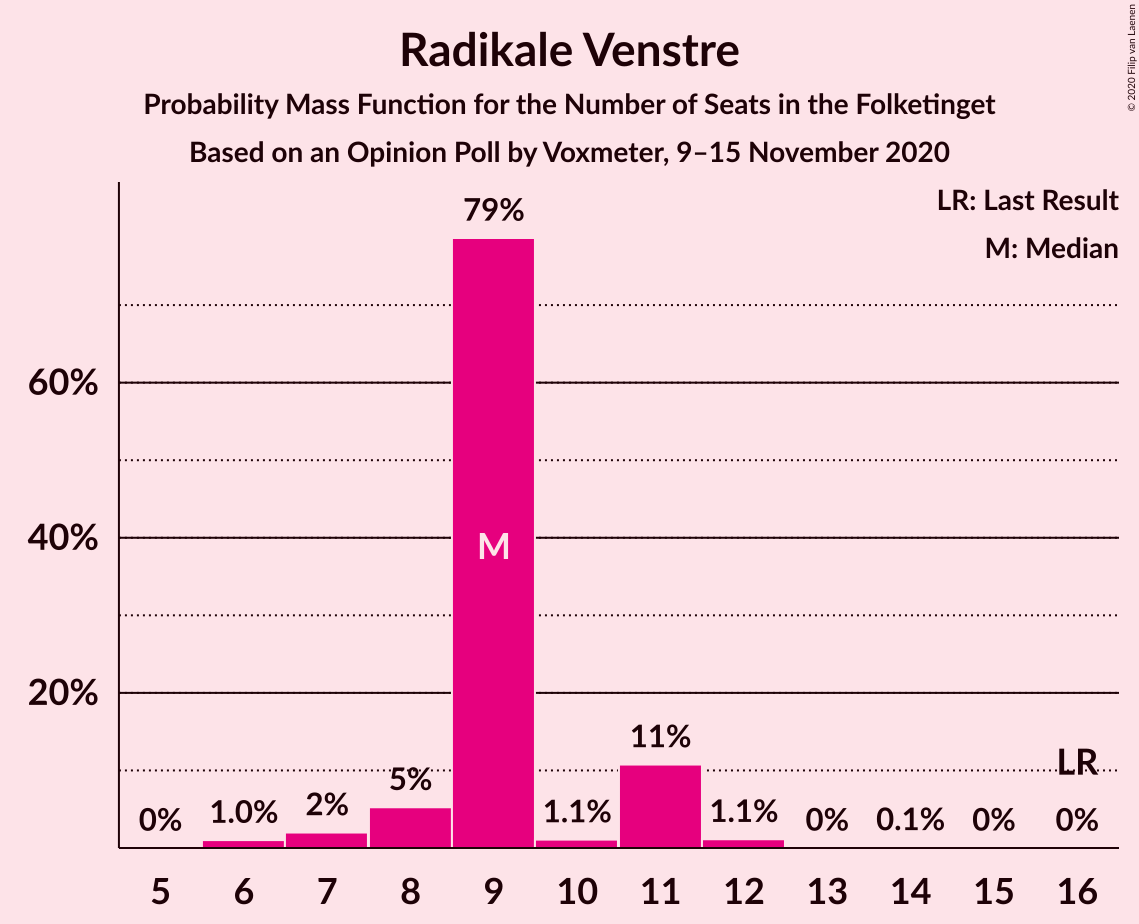 Radikale Venstre
Probability Mass Function for the Number of Seats in the Folketinget
Based on an Opinion Poll by Voxmeter, 9–15 November 2020
© 2020 Filip van Laenen
LR: Last Result
M: Median
60%
40%
20%
0%
1.0%
2%
5%
79%
M
1.1%
11%
1.1%
0%
0.1%
0%
LR
0%
5 6 7 8 9 10 11 12 13 14 15 16